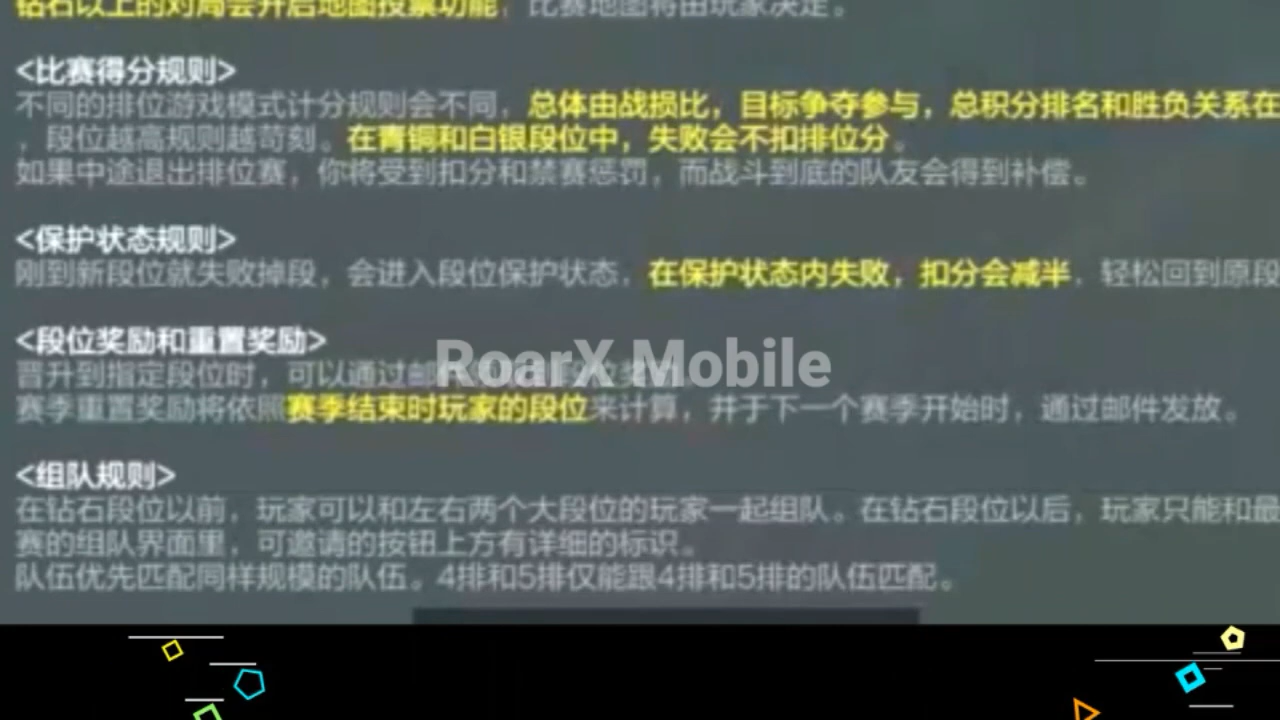 钻石以上的对局会开启地图投票功能，比赛地图将由玩家决定。
<比赛得分规则>
不同的排位游戏模式计分规则会不同，总体由战损比，目标争夺参与，总积分排名和胜负关系在
，段位越高规则越苛刻。在青铜和白银段位中，失败会不扣排位分。
如果中途退出排位赛，你将受到扣分和禁赛惩罚，而战斗到底的队友会得到补偿。
<保护状态规则>
刚到新段位就失败掉段，会进入段位保护状态，在保护状态内失败，扣分会减半，轻松回到原段
<段位奖励和重置奖励>
晋升到指定段位时，可以通过邮
RoarX Mobile
赛季重置奖励将依照赛季结束时玩家的段位来计算，并于下一个赛季开始时，通过邮件发放。
<组队规则>
在钻石段位以前，玩家可以和左右两个大段位的玩家一起组队。在钻石段位以后，玩家只能和最
赛的组队界面里，可邀请的按钮上方有详细的标识。
队伍优先匹配同样规模的队伍。4排和5排仅能跟4排和5排的队伍匹配。